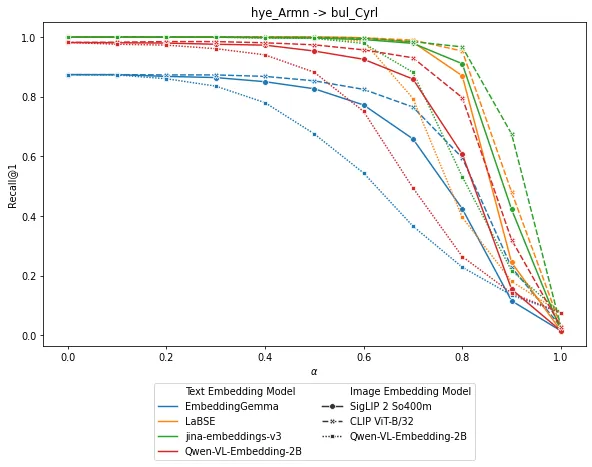 hye_Armn -> bul_Cyrl
Recall@1
1.0
0.8
0.6
0.4
0.2
0.0
0.0 0.2 0.4 0.6 0.8 1.0
α
Text Embedding Model
EmbeddingGemma
LaBSE
jina-embeddings-v3
Qwen-VL-Embedding-2B
Image Embedding Model
SigLIP 2 So400m
CLIP ViT-B/32
Qwen-VL-Embedding-2B